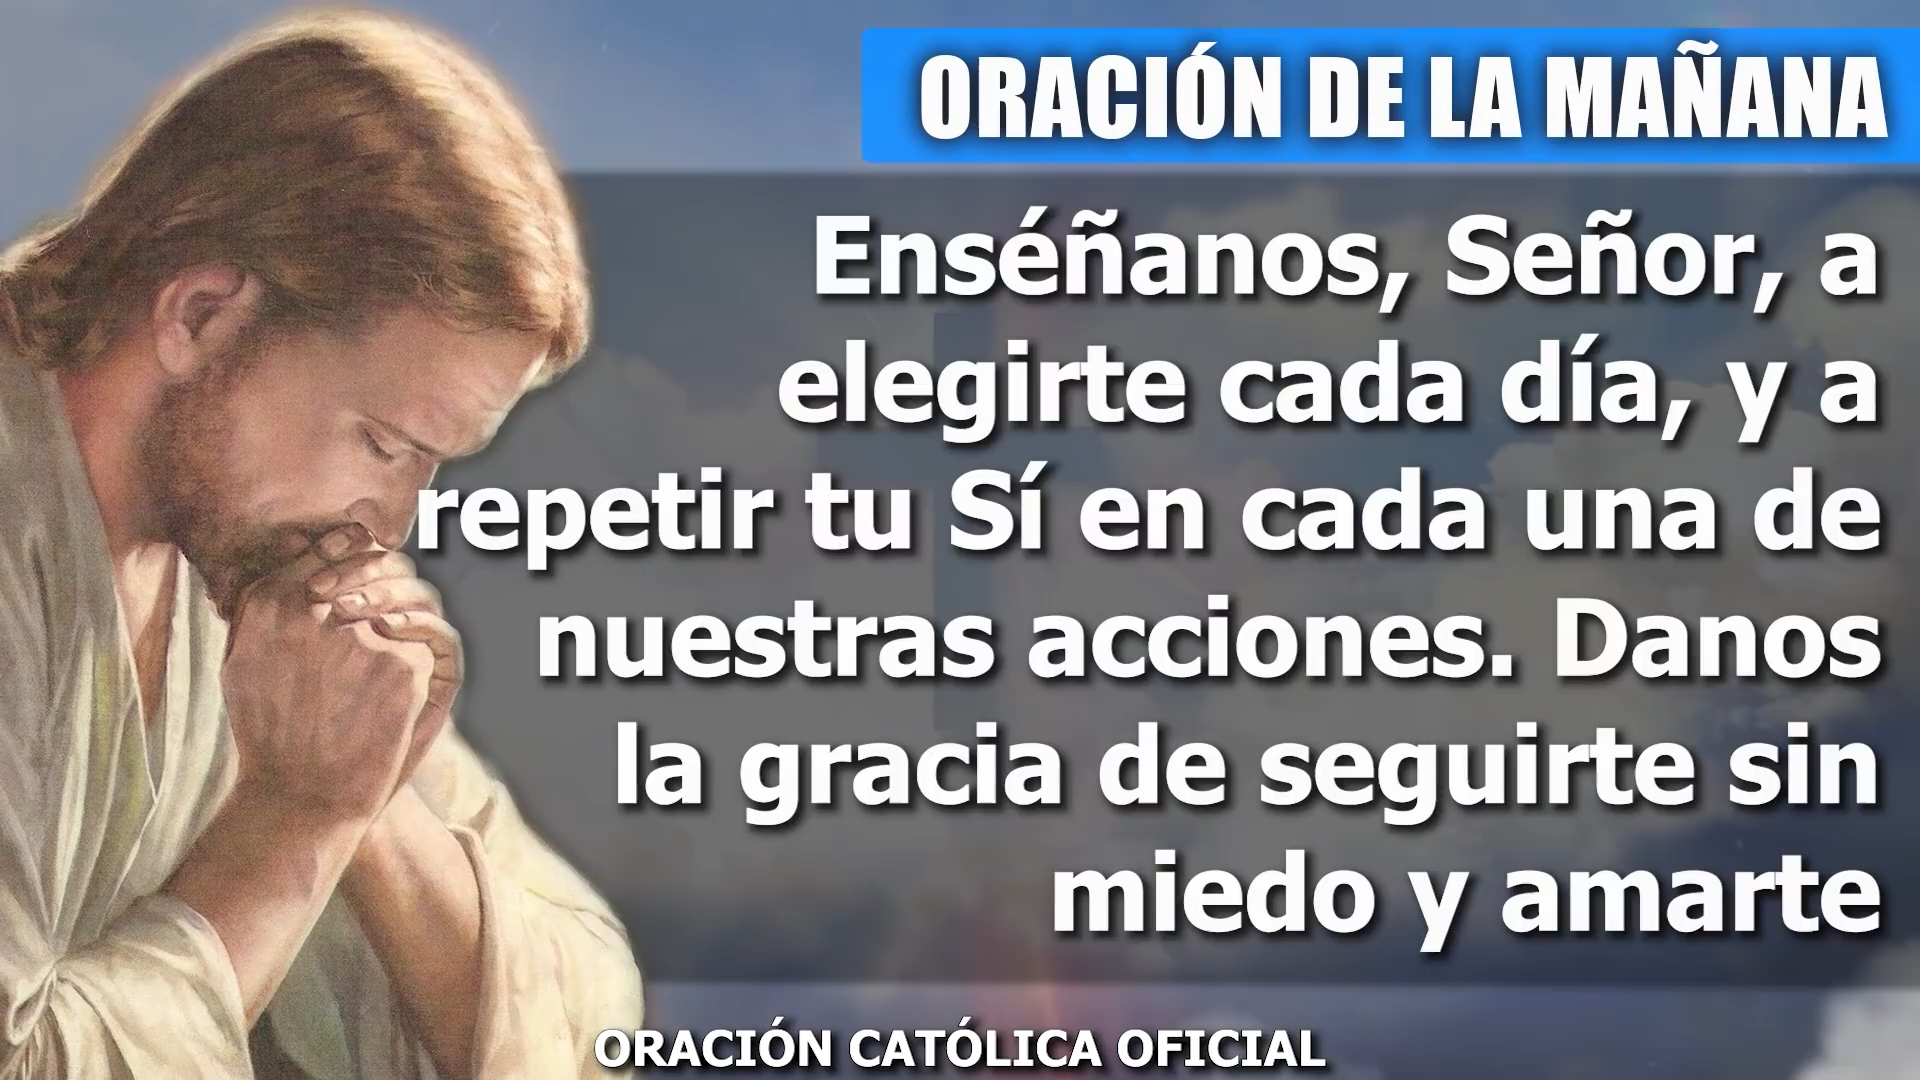 ORACIÓN DE LA MAÑANA
Enséñanos, Señor, a
elegirte cada día, y a
repetir tu Sí en cada una de
nuestras acciones. Danos
la gracia de seguirte sin
miedo y amarte
ORACIÓN CATÓLICA OFICIAL